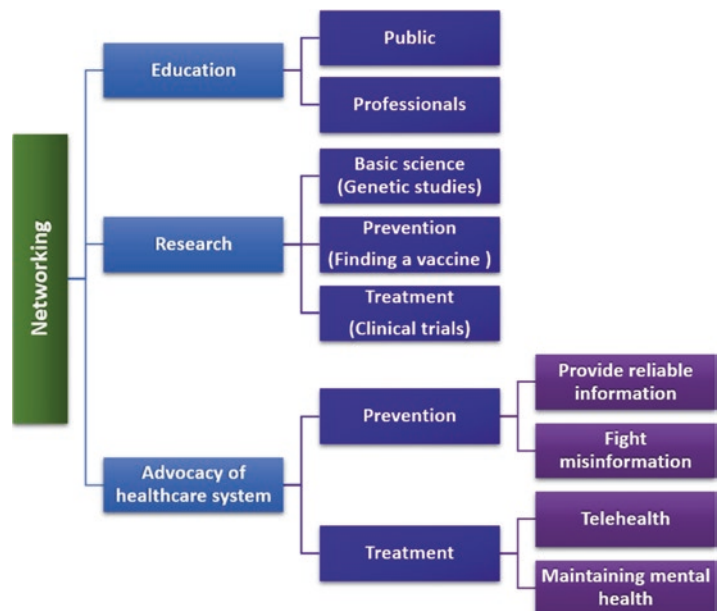 Networking
Education
Public
Professionals
Research
Basic science
(Genetic studies)
Prevention
(Finding a vaccine )
Treatment
(Clinical trials)
Advocacy of
healthcare system
Prevention
Provide reliable
information
Fight
misinformation
Treatment
Telehealth
Maintaining mental
health